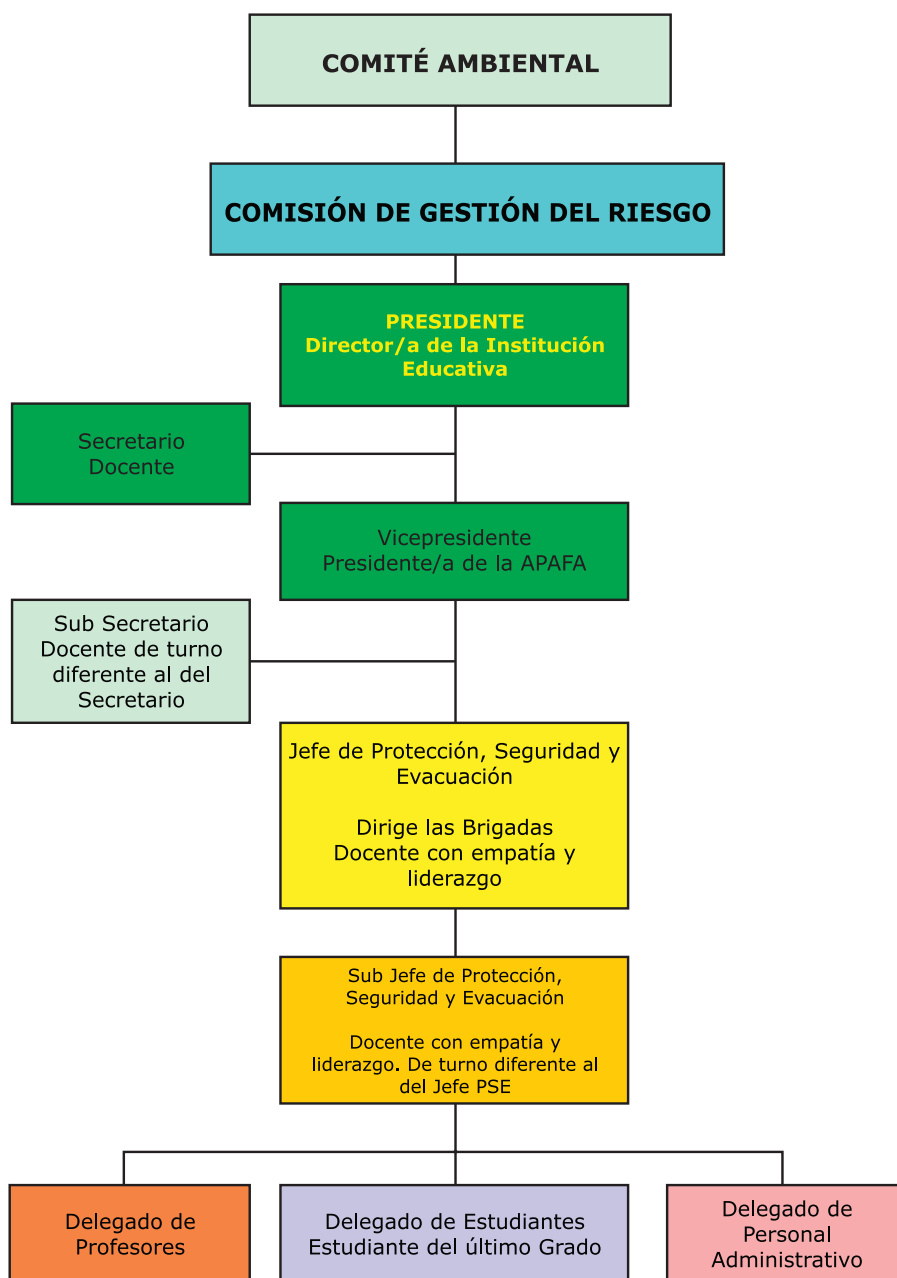 COMITÉ AMBIENTAL
COMISIÓN DE GESTIÓN DEL RIESGO
PRESIDENTE
Director/a de la Institución
Educativa
Secretario
Docente
Vicepresidente
Presidente/a de la APAFA
Sub Secretario
Docente de turno
diferente al del
Secretario
Jefe de Protección, Seguridad y
Evacuación
Dirige las Brigadas
Docente con empatía y
liderazgo
Sub Jefe de Protección,
Seguridad y Evacuación
Docente con empatía y
liderazgo. De turno diferente al
del Jefe PSE
Delegado de
Profesores
Delegado de Estudiantes
Estudiante del último Grado
Delegado de
Personal
Administrativo